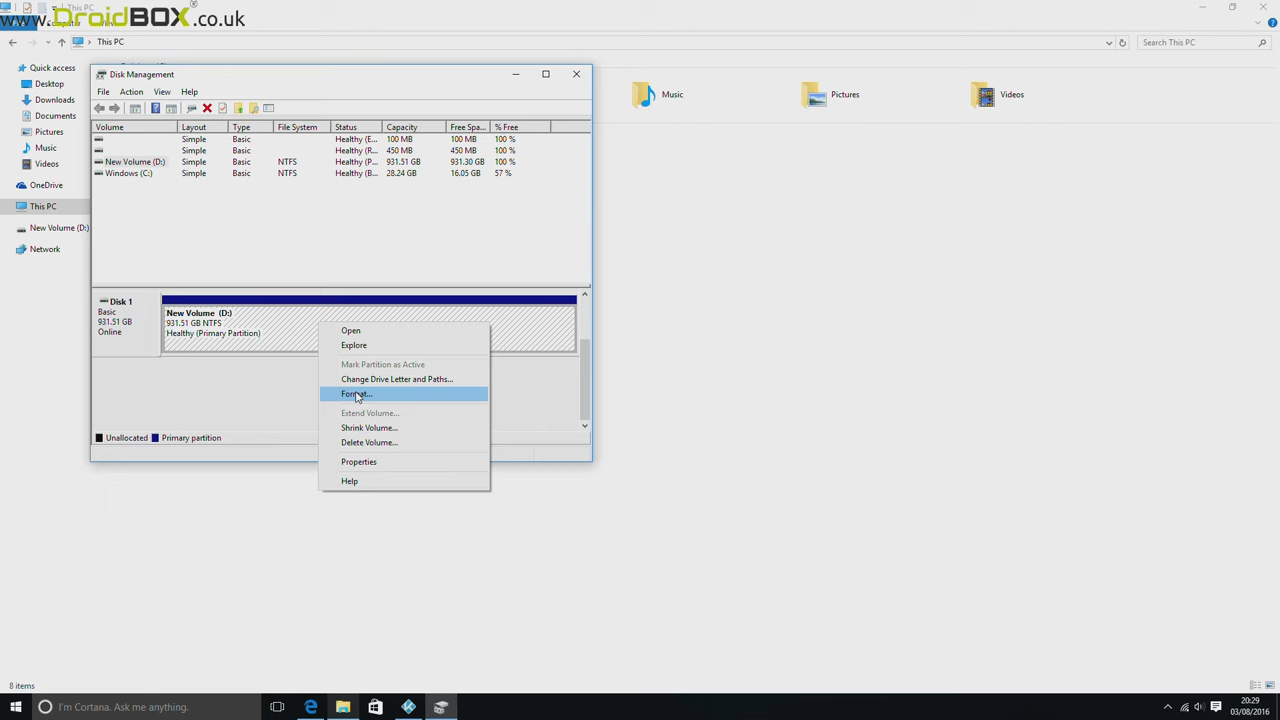 This PC
www.DroidBOX.co.uk
This PC
Search This PC
Quick access
Desktop
Downloads
Documents
Pictures
Music
Videos
OneDrive
This PC
New Volume (D:)
Network
Music
Pictures
Videos
Disk Management
File Action View Help
Volume Layout Type File System Status Capacity Free Spa... % Free
Simple Basic Healthy (E... 100 MB 100 MB 100 %
Simple Basic Healthy (R... 450 MB 450 MB 100 %
New Volume (D:) Simple Basic NTFS Healthy (P... 931.51 GB 931.30 GB 100 %
Windows (C:) Simple Basic NTFS Healthy (B... 28.24 GB 16.05 GB 57 %
Disk 1
Basic
931.51 GB
Online
New Volume (D:)
931.51 GB NTFS
Healthy (Primary Partition)
Open
Explore
Mark Partition as Active
Change Drive Letter and Paths...
Format...
Extend Volume...
Shrink Volume...
Delete Volume...
Properties
Help
Unallocated Primary partition
8 items
I'm Cortana. Ask me anything.
20:29
03/08/2016